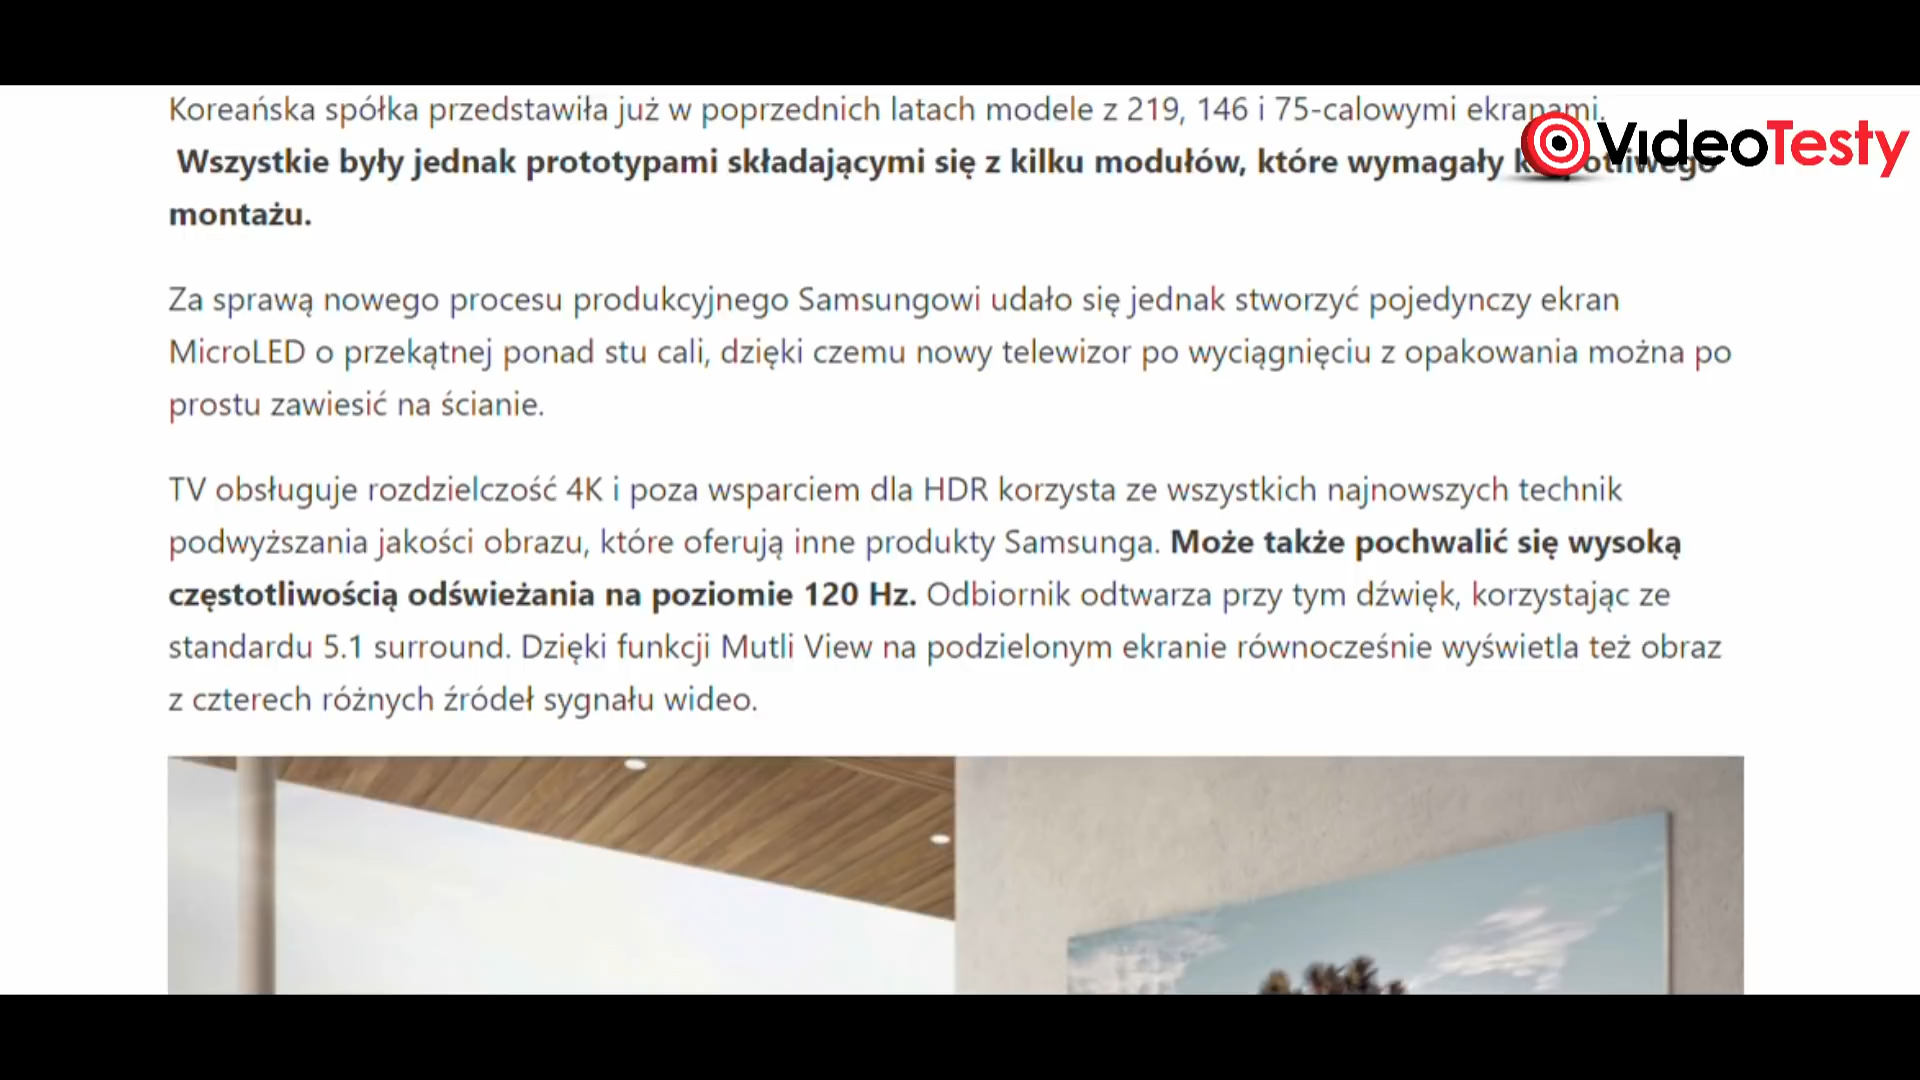 Koreańska spółka przedstawiła już w poprzednich latach modele z 219, 146 i 75-calowymi ekranami.
VideoTesty
Wszystkie były jednak prototypami składającymi się z kilku modułów, które wymagały kłopotliwego
montażu.
Za sprawą nowego procesu produkcyjnego Samsungowi udało się jednak stworzyć pojedynczy ekran
MicroLED o przekątnej ponad stu cali, dzięki czemu nowy telewizor po wyciągnięciu z opakowania można po
prostu zawiesić na ścianie.
TV obsługuje rozdzielczość 4K i poza wsparciem dla HDR korzysta ze wszystkich najnowszych technik
podwyższania jakości obrazu, które oferują inne produkty Samsunga. Może także pochwalić się wysoką
częstotliwością odświeżania na poziomie 120 Hz. Odbiornik odtwarza przy tym dźwięk, korzystając ze
standardu 5.1 surround. Dzięki funkcji Mutli View na podzielonym ekranie równocześnie wyświetla też obraz
z czterech różnych źródeł sygnału wideo.